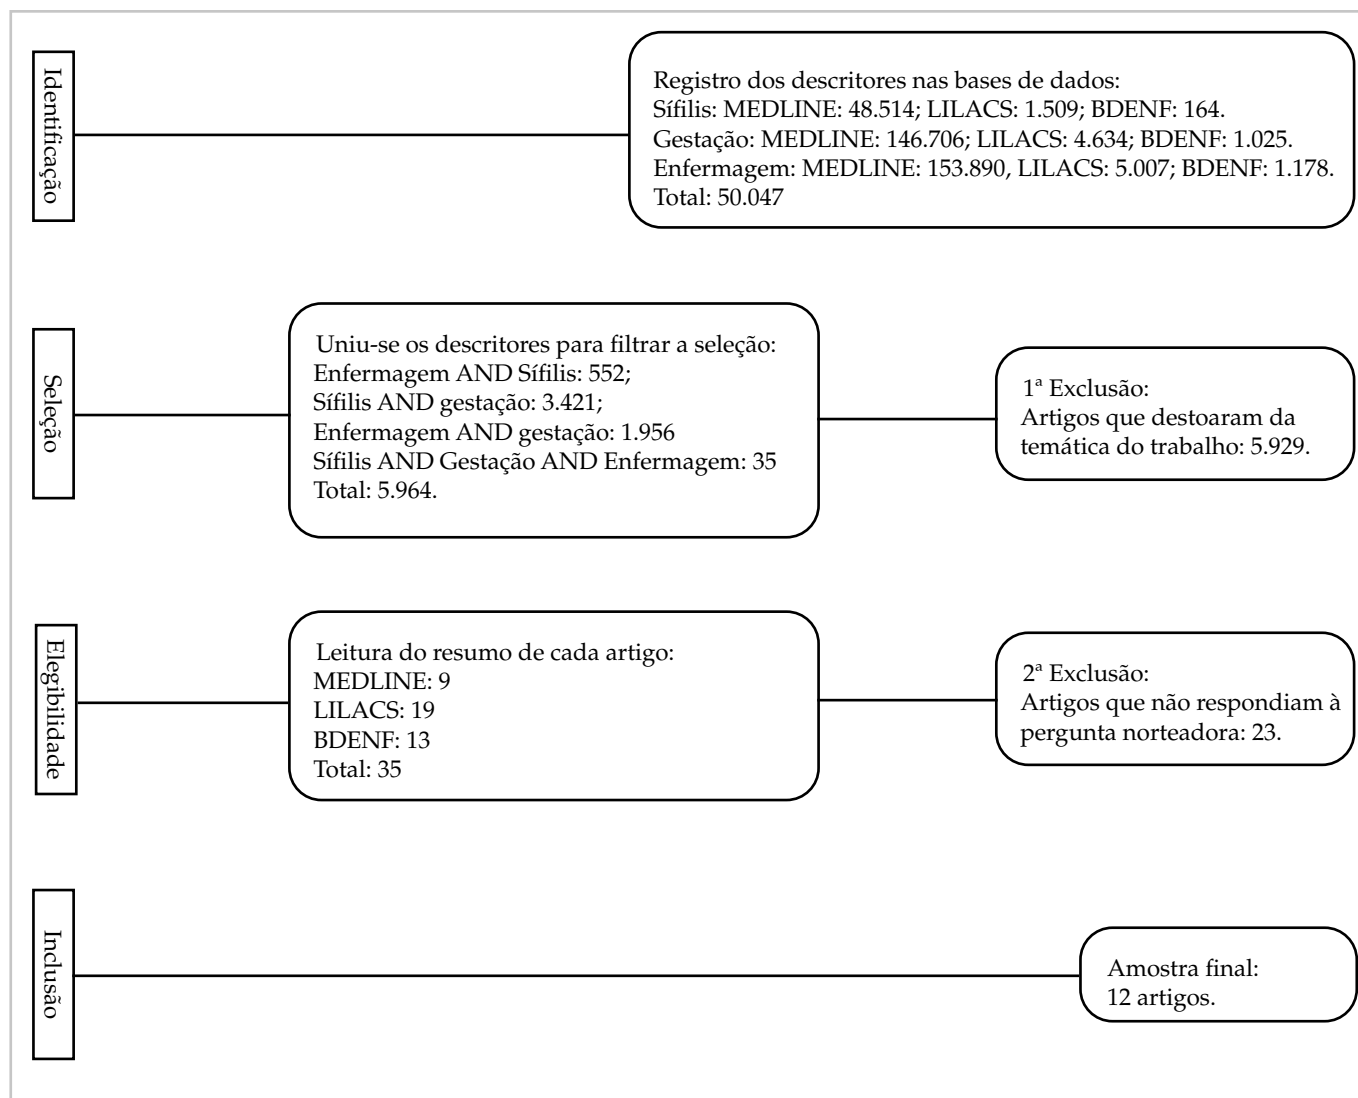 Identificação
Registro dos descritores nas bases de dados:
Sífilis: MEDLINE: 48.514; LILACS: 1.509; BDENF: 164.
Gestação: MEDLINE: 146.706; LILACS: 4.634; BDENF: 1.025.
Enfermagem: MEDLINE: 153.890, LILACS: 5.007; BDENF: 1.178.
Total: 50.047
Seleção
Uniu-se os descritores para filtrar a seleção:
Enfermagem AND Sífilis: 552;
Sífilis AND gestação: 3.421;
Enfermagem AND gestação: 1.956
Sífilis AND Gestação AND Enfermagem: 35
Total: 5.964.
1ª Exclusão:
Artigos que destoaram da
temática do trabalho: 5.929.
Elegibilidade
Leitura do resumo de cada artigo:
MEDLINE: 9
LILACS: 19
BDENF: 13
Total: 35
2ª Exclusão:
Artigos que não respondiam à
pergunta norteadora: 23.
Inclusão
Amostra final:
12 artigos.